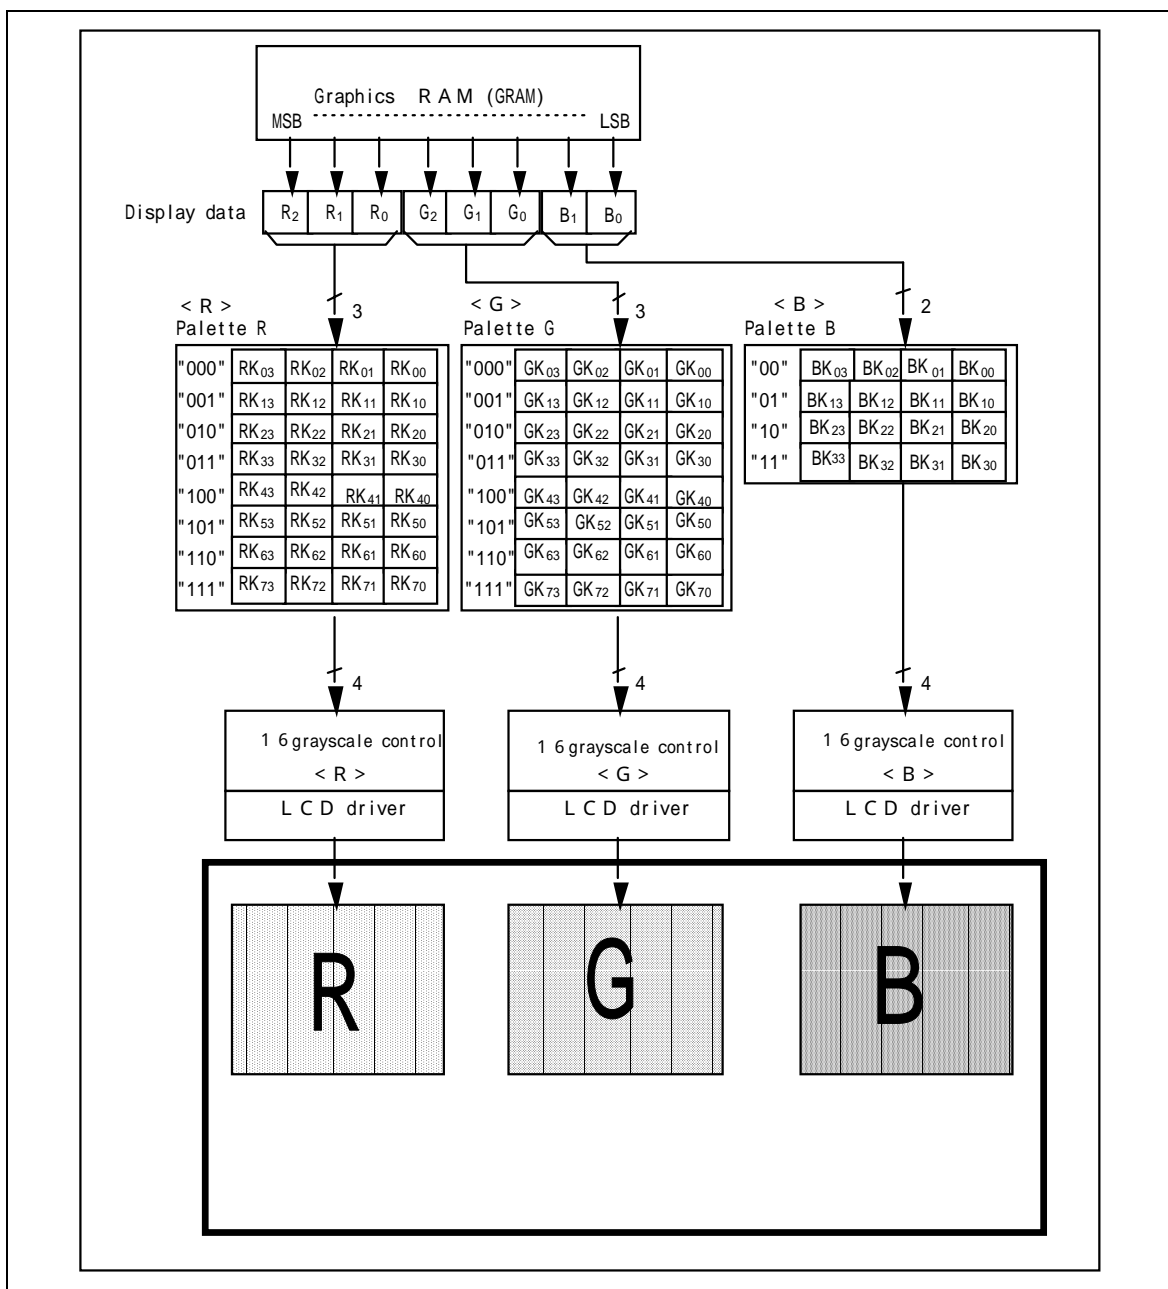 Graphics RAM (GRAM)
MSB LSB
Display data R2 R1 R0 G2 G1 G0 B1 B0
3 3 2
< R > < G > < B >
Palette R Palette G Palette B
"000" RK03 RK02 RK01 RK00 "000" GK03 GK02 GK01 GK00 "00" BK03 BK02 BK01 BK00
"001" RK13 RK12 RK11 RK10 "001" GK13 GK12 GK11 GK10 "01" BK13 BK12 BK11 BK10
"010" RK23 RK22 RK21 RK20 "010" GK23 GK22 GK21 GK20 "10" BK23 BK22 BK21 BK20
"011" RK33 RK32 RK31 RK30 "011" GK33 GK32 GK31 GK30 "11" BK33 BK32 BK31 BK30
"100" RK43 RK42 RK41 RK40 "100" GK43 GK42 GK41 GK40
"101" RK53 RK52 RK51 RK50 "101" GK53 GK52 GK51 GK50
"110" RK63 RK62 RK61 RK60 "110" GK63 GK62 GK61 GK60
"111" RK73 RK72 RK71 RK70 "111" GK73 GK72 GK71 GK70
4 4 4
16 grayscale control 16 grayscale control 16 grayscale control
< R > < G > < B >
LCD driver LCD driver LCD driver
R G B